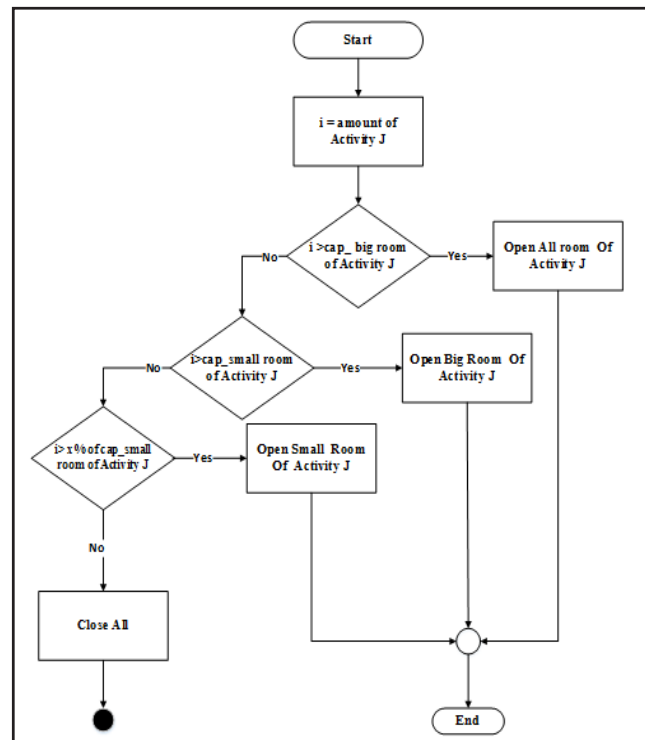 Start
i = amount of
Activity J
i >cap_ big room
of Activity J
No
Yes
Open All room Of
Activity J
i>cap_small room
of Activity J
No
Yes
Open Big Room Of
Activity J
i> x% of cap_small
room of Activity J
Yes
Open Small Room
Of Activity J
No
Close All
End